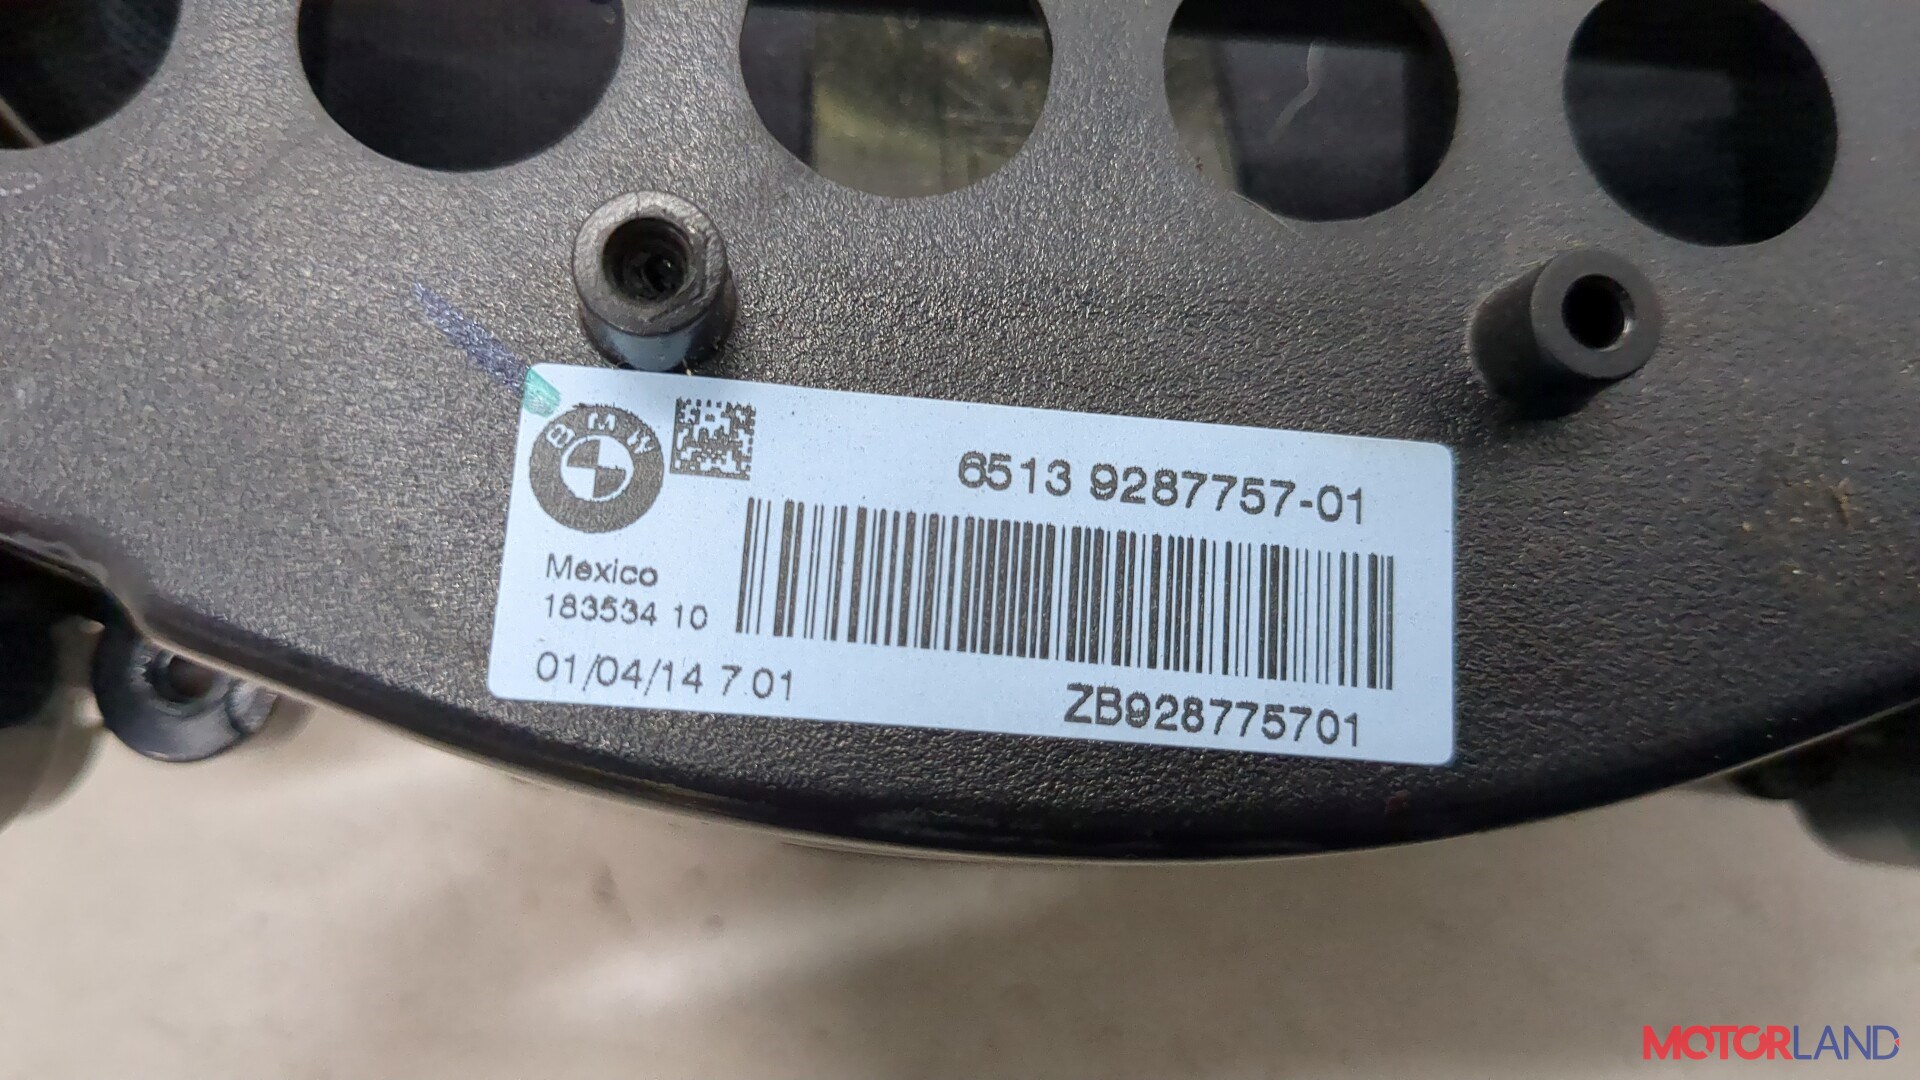 BMW
6513 9287757-01
Mexico
183534 10
01/04/14 7.01
ZB928775701
MOTORLAND